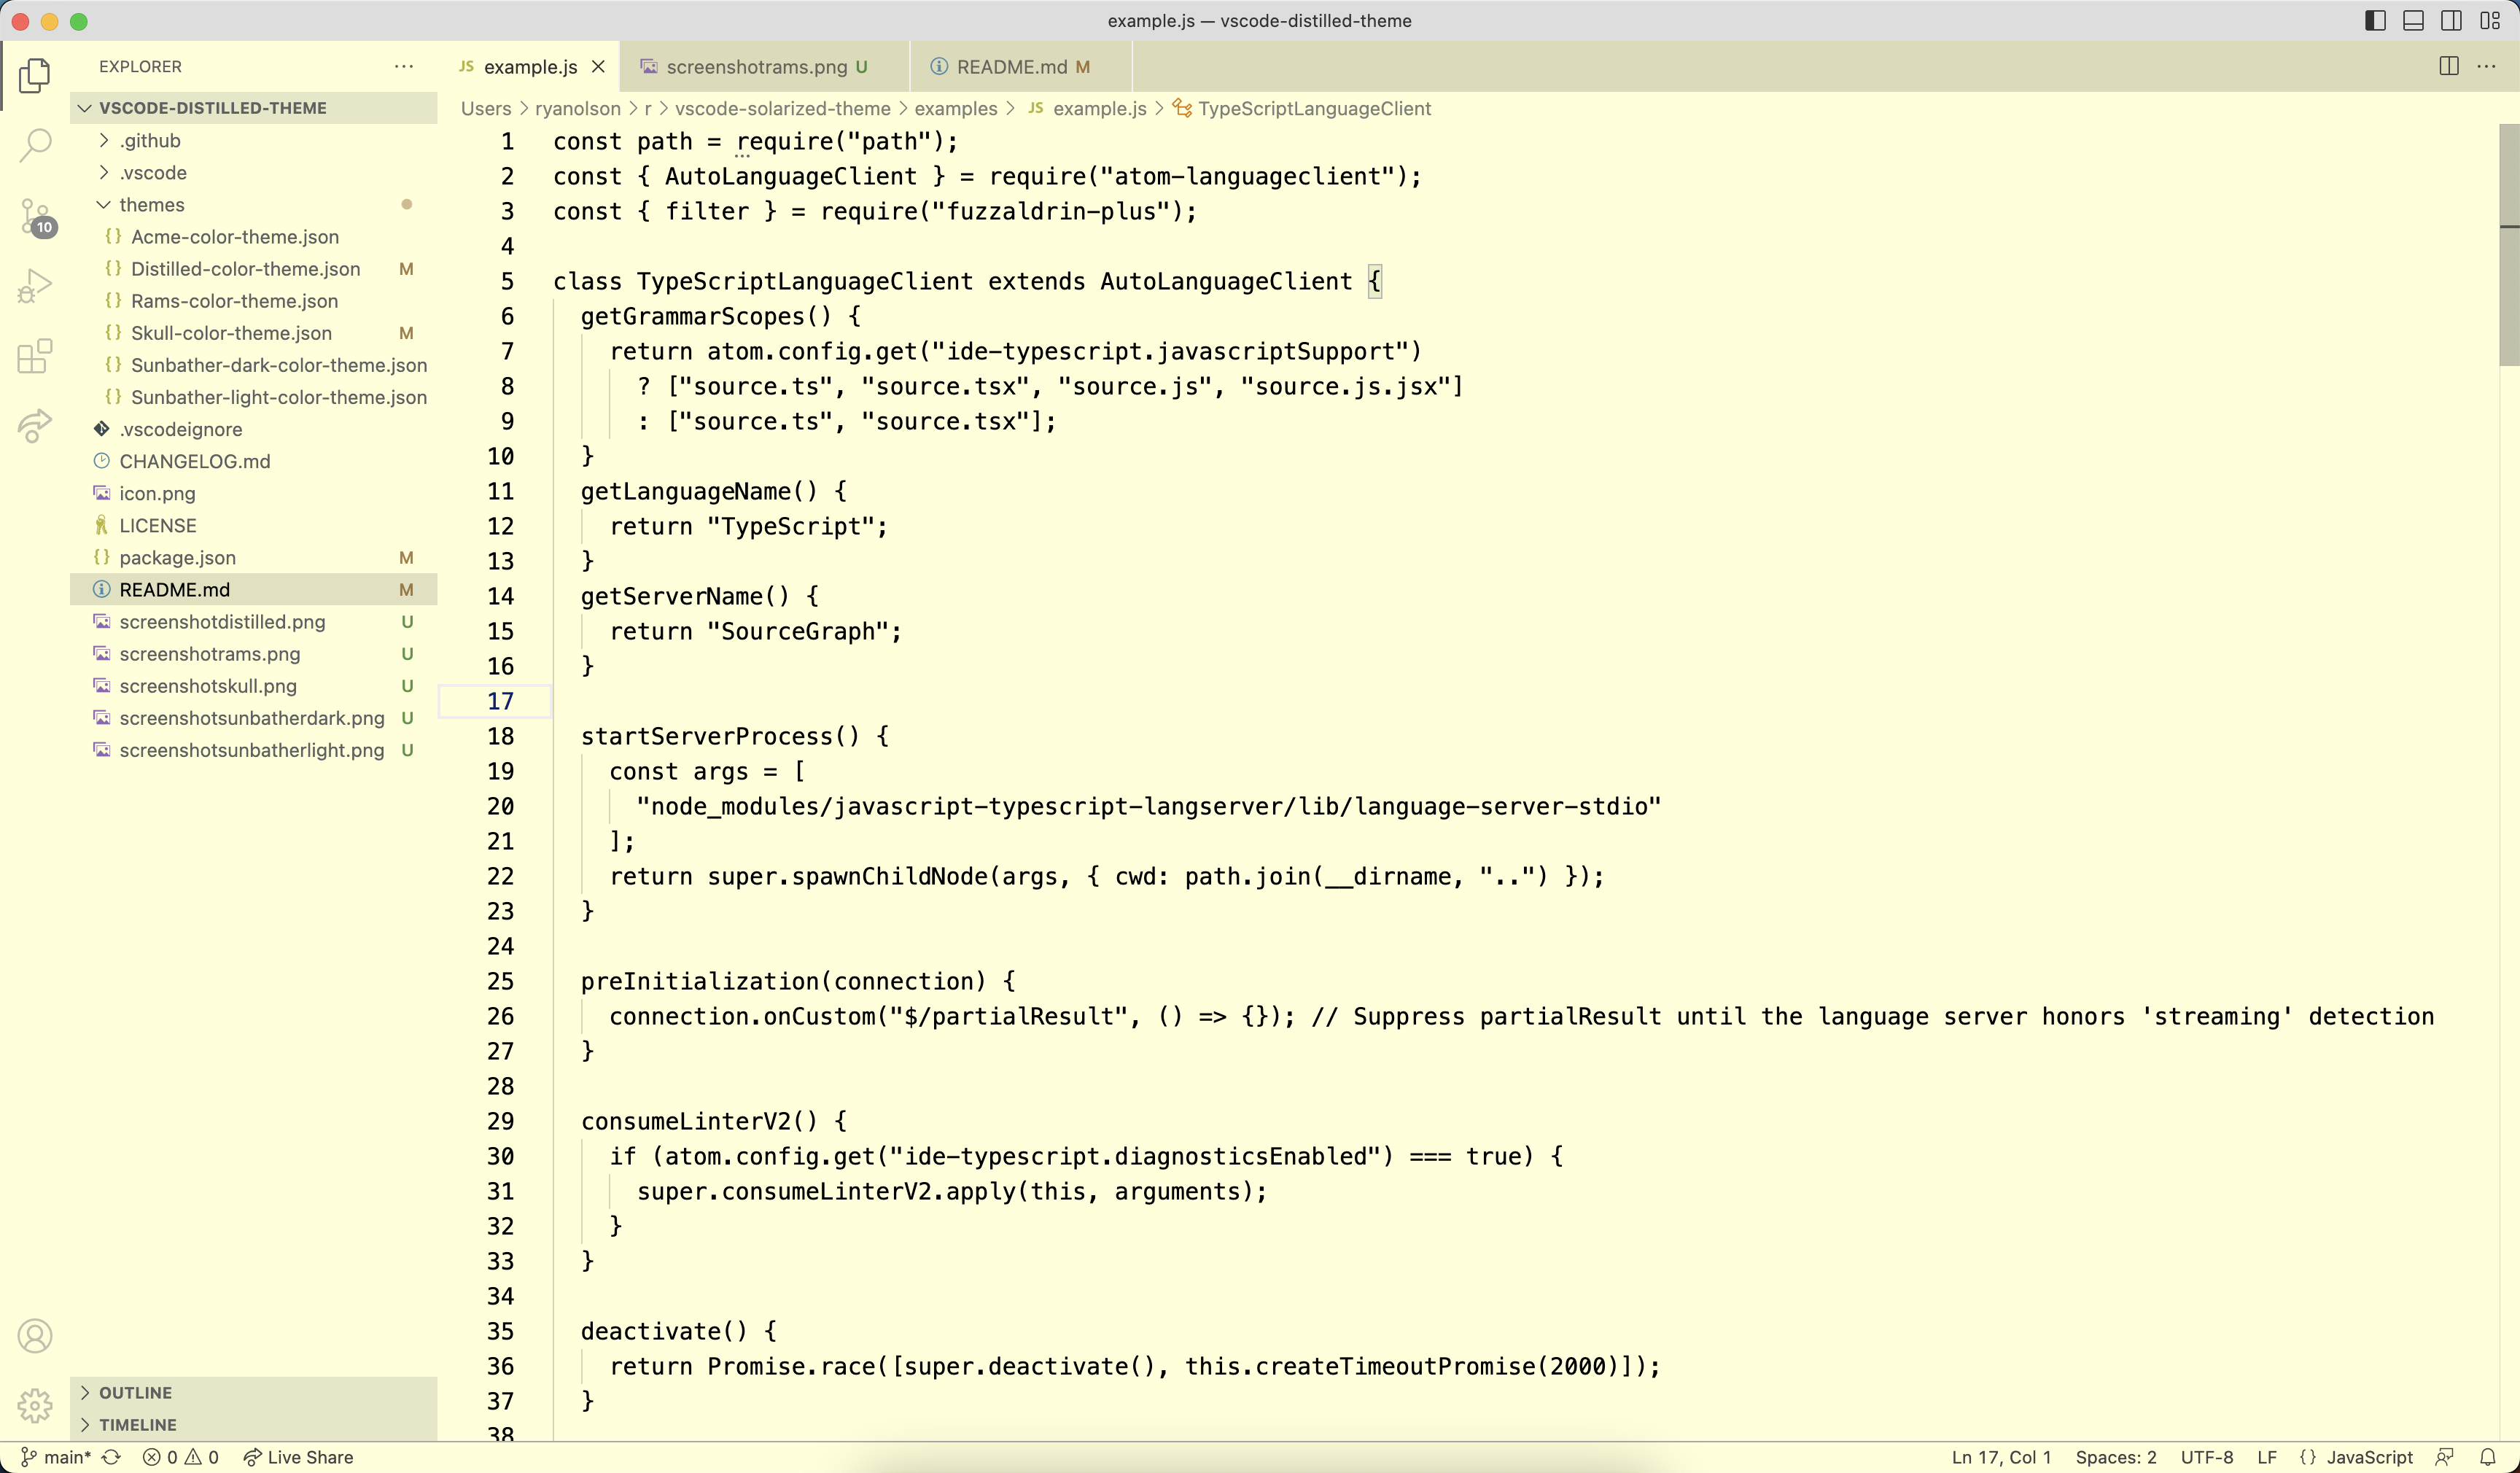 example.js — vscode-distilled-theme
EXPLORER
VSCODE-DISTILLED-THEME
.github
.vscode
themes
{} Acme-color-theme.json
{} Distilled-color-theme.json M
{} Rams-color-theme.json
{} Skull-color-theme.json M
{} Sunbather-dark-color-theme.json
{} Sunbather-light-color-theme.json
.vscodeignore
CHANGELOG.md
icon.png
LICENSE
{} package.json M
README.md M
screenshotdistilled.png U
screenshotrams.png U
screenshotskull.png U
screenshotsunbatherdark.png U
screenshotsunbatherlight.png U
OUTLINE
TIMELINE
10
JS example.js
screenshotrams.png U
README.md M
Users > ryanolson > r > vscode-solarized-theme > examples > JS example.js > TypeScriptLanguageClient
1 const path = require("path");
2 const { AutoLanguageClient } = require("atom-languageclient");
3 const { filter } = require("fuzzaldrin-plus");
4
5 class TypeScriptLanguageClient extends AutoLanguageClient {
6 getGrammarScopes() {
7 return atom.config.get("ide-typescript.javascriptSupport")
8 ? ["source.ts", "source.tsx", "source.js", "source.js.jsx"]
9 : ["source.ts", "source.tsx"];
10 }
11 getLanguageName() {
12 return "TypeScript";
13 }
14 getServerName() {
15 return "SourceGraph";
16 }
17
18 startServerProcess() {
19 const args = [
20 "node_modules/javascript-typescript-langserver/lib/language-server-stdio"
21 ];
22 return super.spawnChildNode(args, { cwd: path.join(__dirname, "..") });
23 }
24
25 preInitialization(connection) {
26 connection.onCustom("$/partialResult", () => {}); // Suppress partialResult until the language server honors 'streaming' detection
27 }
28
29 consumeLinterV2() {
30 if (atom.config.get("ide-typescript.diagnosticsEnabled") === true) {
31 super.consumeLinterV2.apply(this, arguments);
32 }
33 }
34
35 deactivate() {
36 return Promise.race([super.deactivate(), this.createTimeoutPromise(2000)]);
37 }
38
main* 0 0 Live Share
Ln 17, Col 1 Spaces: 2 UTF-8 LF {} JavaScript